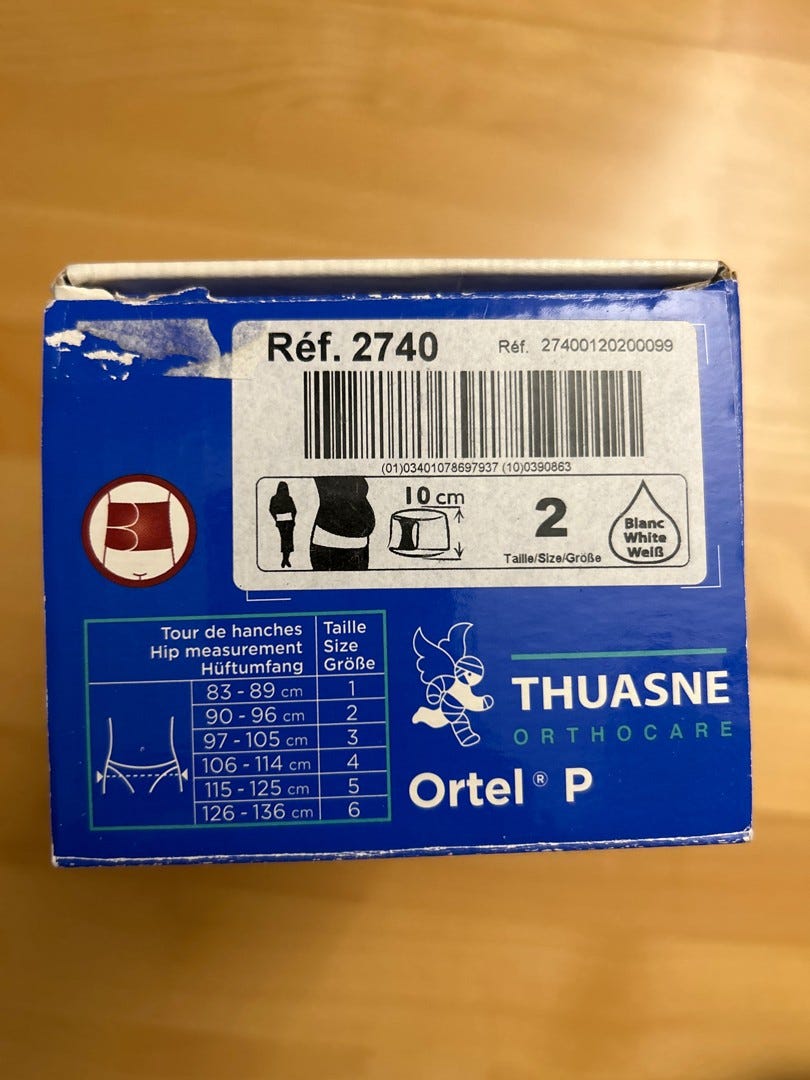 Réf. 2740
Réf. 27400120200099
(01)03401078697937 (10)0390863
10 cm
2
Taille/Size/Größe
Blanc
White
Weiß
Tour de hanches
Hip measurement
Hüftumfang
Taille
Size
Größe
83 - 89 cm 1
90 - 96 cm 2
97 - 105 cm 3
106 - 114 cm 4
115 - 125 cm 5
126 - 136 cm 6
THUASNE
ORTHOCARE
Ortel® P